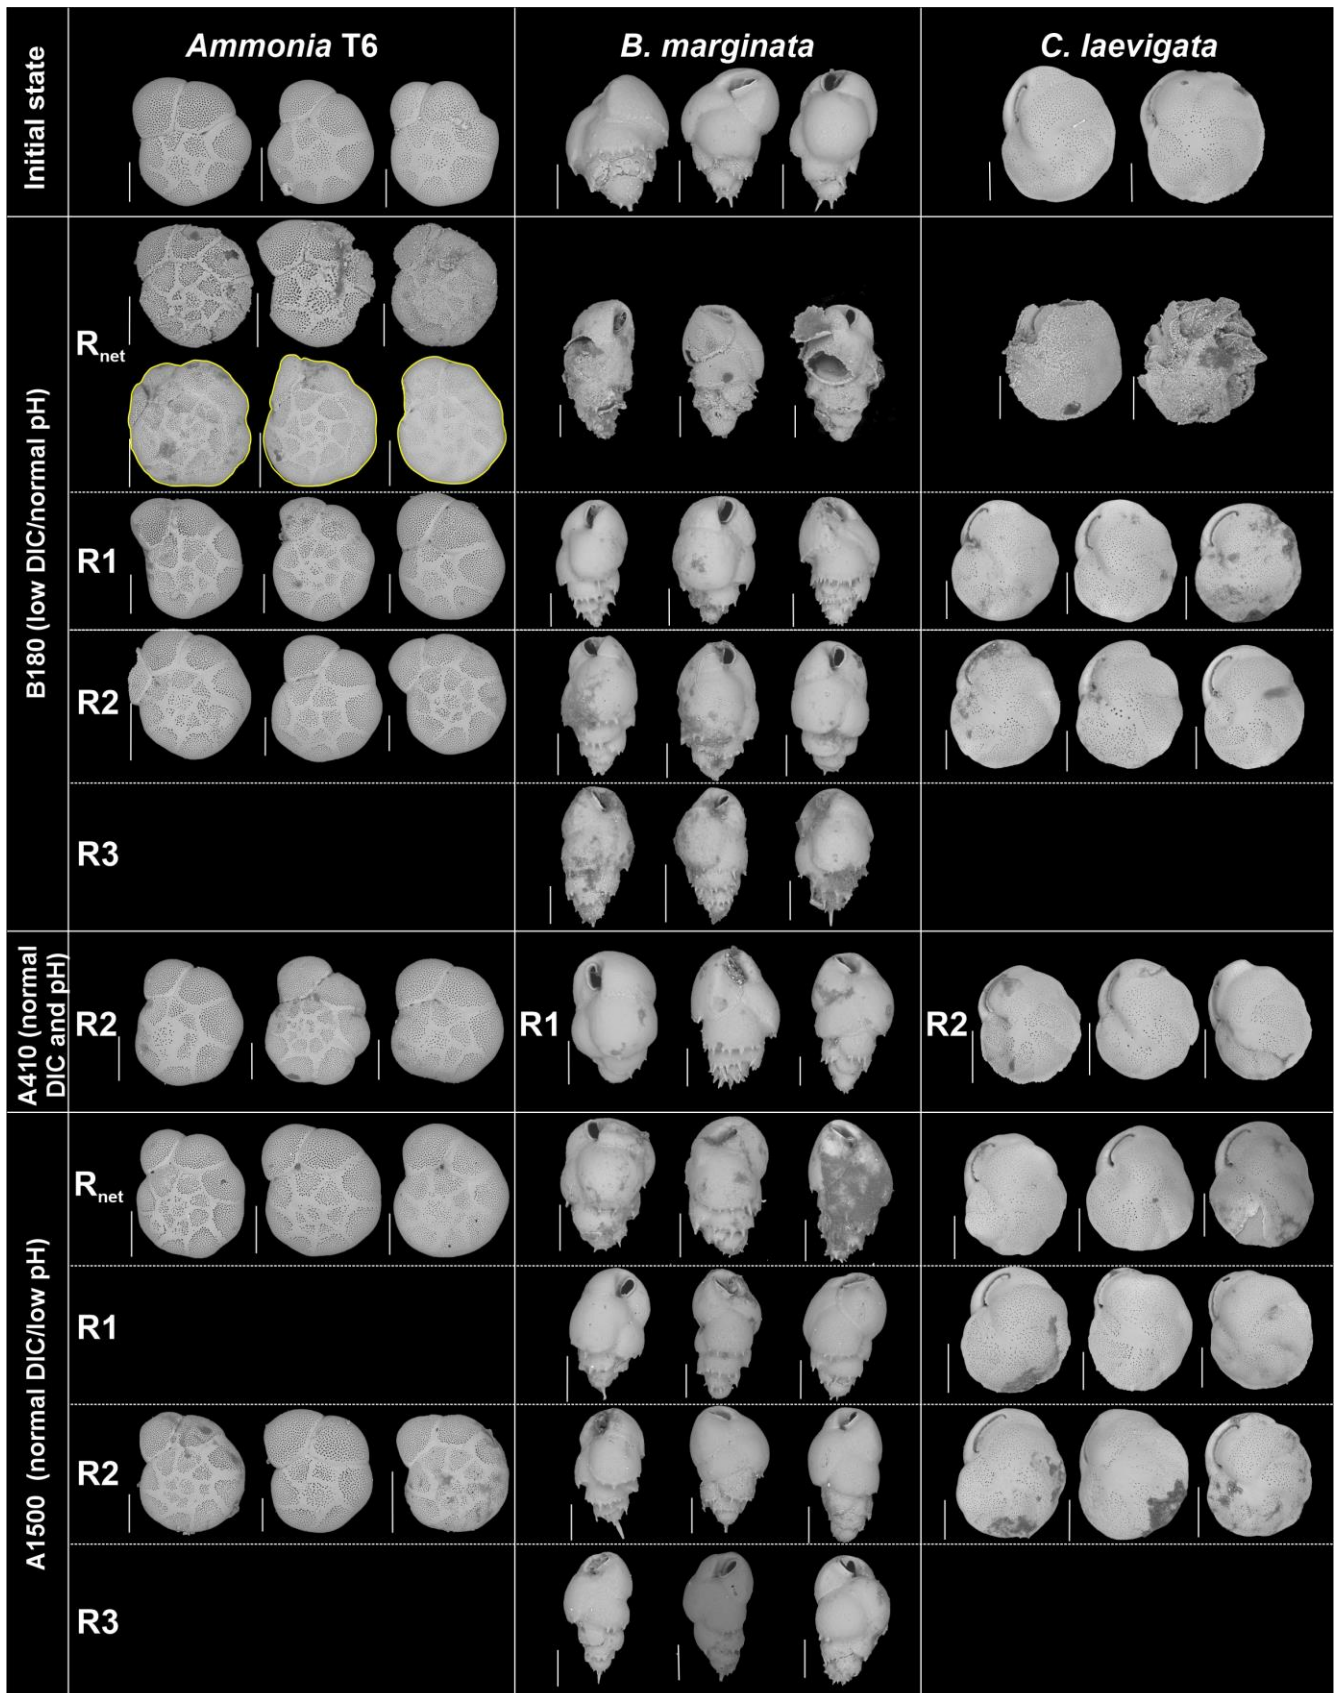 Ammonia T6
B. marginata
C. laevigata
Initial state
B180 (low DIC/normal pH)
Rnet
R1
R2
R3
A410 (normal
DIC and pH)
R2
R1
R2
A1500 (normal DIC/low pH)
Rnet
R1
R2
R3